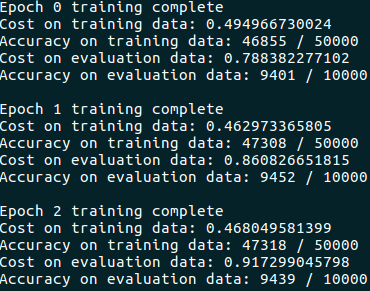 Epoch 0 training complete
Cost on training data: 0.494966730024
Accuracy on training data: 46855 / 50000
Cost on evaluation data: 0.788382277102
Accuracy on evaluation data: 9401 / 10000
Epoch 1 training complete
Cost on training data: 0.462973365805
Accuracy on training data: 47308 / 50000
Cost on evaluation data: 0.860826651815
Accuracy on evaluation data: 9452 / 10000
Epoch 2 training complete
Cost on training data: 0.468049581399
Accuracy on training data: 47318 / 50000
Cost on evaluation data: 0.917299045798
Accuracy on evaluation data: 9439 / 10000